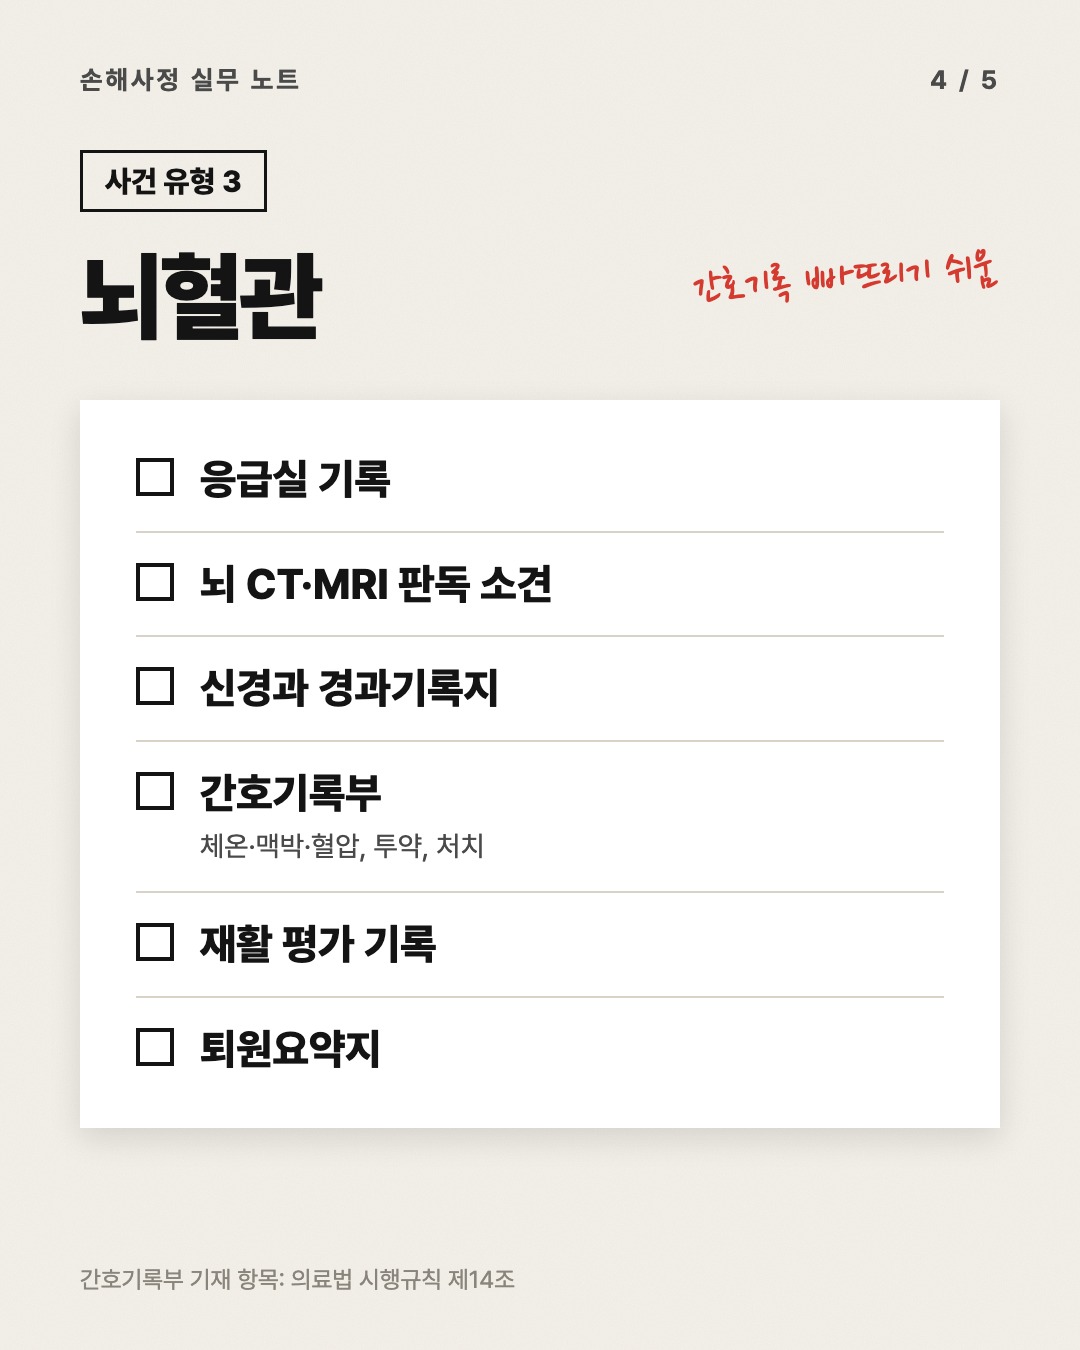 손해사정 실무 노트
4 / 5
사건 유형 3
뇌혈관
간호기록 빠뜨리기 쉬움
응급실 기록
뇌 CT·MRI 판독 소견
신경과 경과기록지
간호기록부
체온·맥박·혈압, 투약, 처치
재활 평가 기록
퇴원요약지
간호기록부 기재 항목: 의료법 시행규칙 제14조